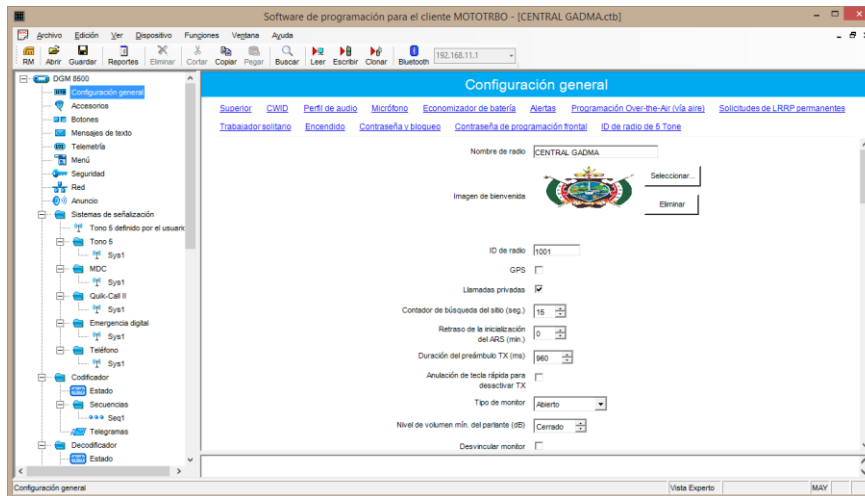 Software de programación para el cliente MOTOTRBO - [CENTRAL GADMA.ctb]
Archivo Edición Ver Dispositivo Funciones Ventana Ayuda
RM Abrir Guardar Reportes Eliminar Cortar Copiar Pegar Buscar Leer Escribir Clonar Bluetooth 192.168.11.1
DGM 8500
Configuración general
Accesorios
Botones
Mensajes de texto
Telemetría
Menú
Seguridad
Red
Anuncio
Sistemas de señalización
Tono 5 definido por el usuaric
Tono 5
Sys1
MDC
Sys1
Quik-Call II
Sys1
Emergencia digital
Sys1
Teléfono
Sys1
Codificador
Estado
Secuencias
Seq1
Telegramas
Decodificador
Estado
Configuración general
Superior CWID Perfil de audio Micrófono Economizador de batería Alertas Programación Over-the-Air (vía aire) Solicitudes de LRRP permanentes
Trabajador solitario Encendido Contraseña y bloqueo Contraseña de programación frontal ID de radio de 5 Tone
Nombre de radio CENTRAL GADMA
Imagen de bienvenida
Seleccionar...
Eliminar
ID de radio 1001
GPS
Llamadas privadas
Contador de búsqueda del sitio (seg.) 15
Retraso de la inicialización
del ARS (min.) 0
Duración del preámbulo TX (ms) 960
Anulación de tecla rápida para
desactivar TX
Tipo de monitor Abierto
Nivel de volumen mín. del parlante (dB) Cerrado
Desvincular monitor
Configuración general Vista Experto MAY